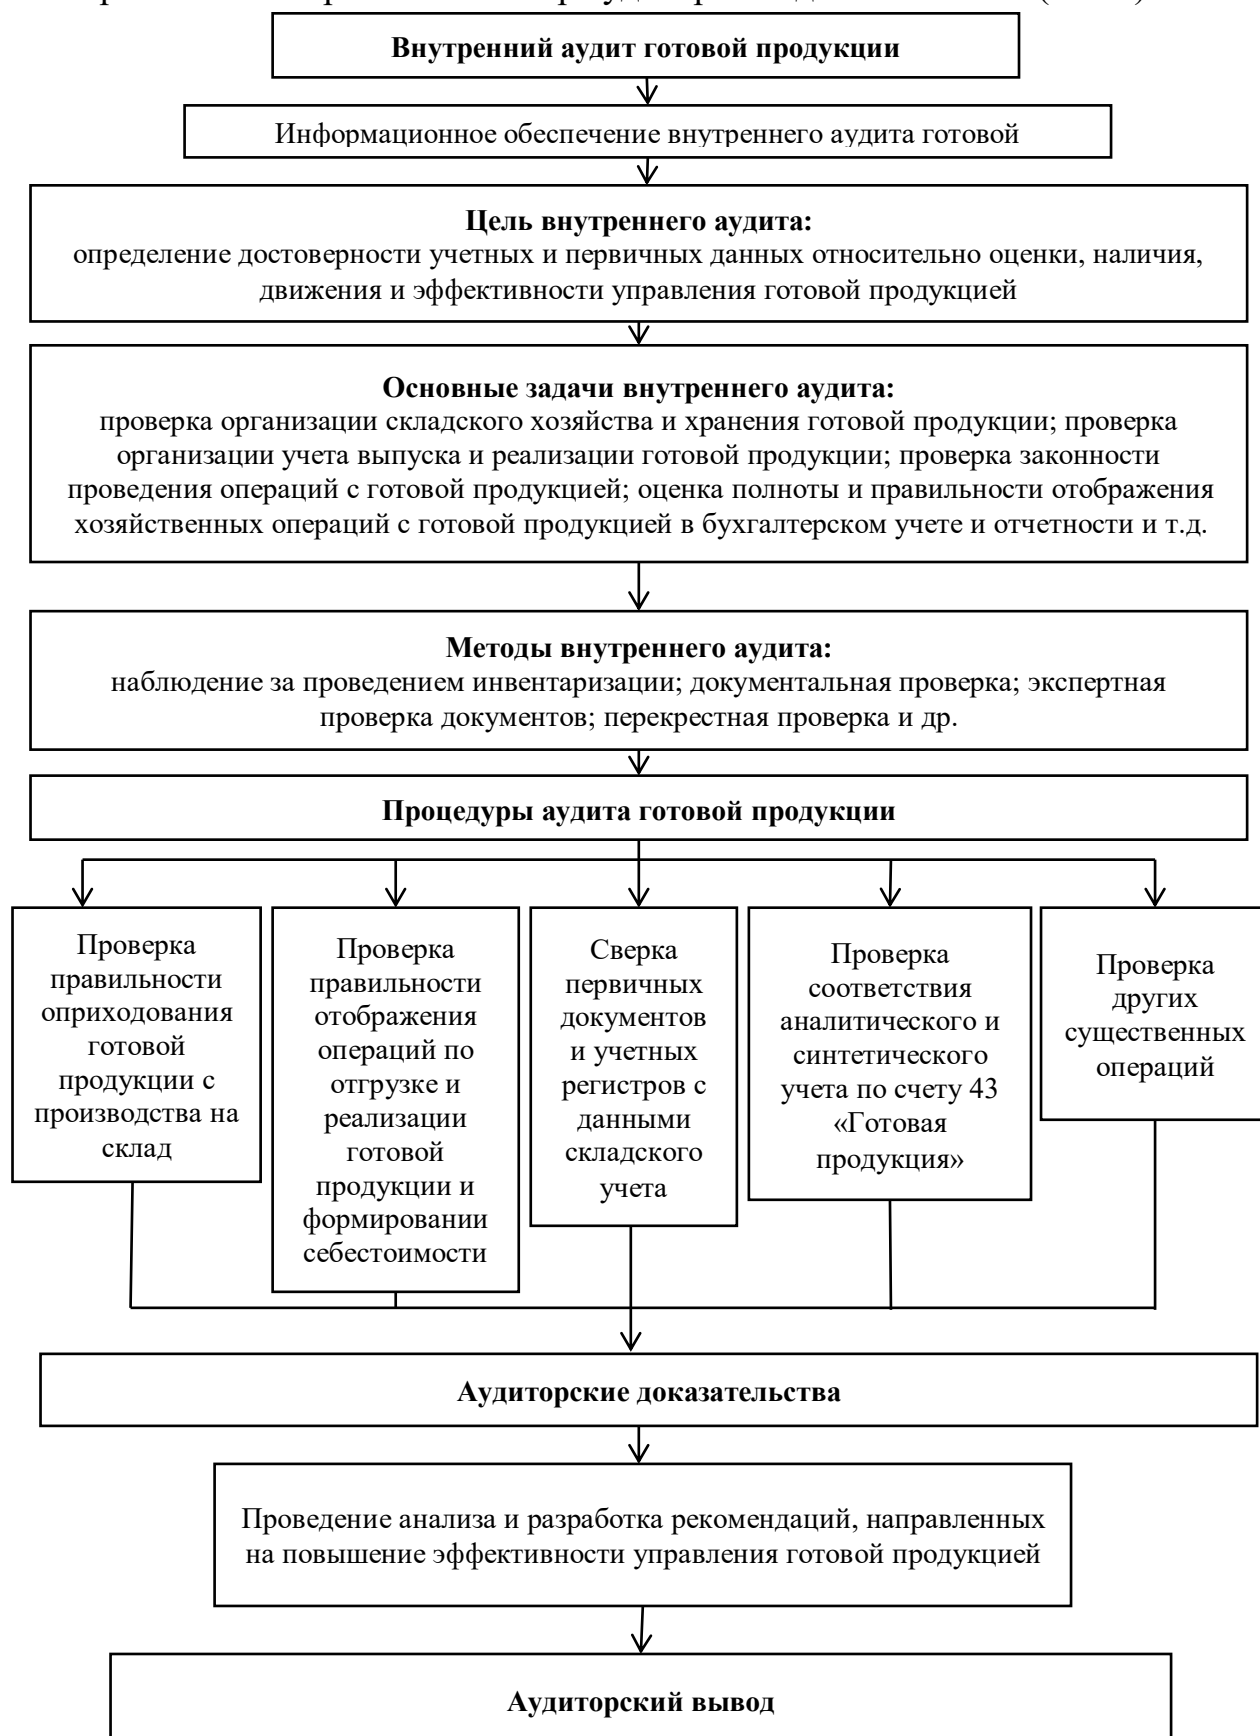 Внутренний аудит готовой продукции
Информационное обеспечение внутреннего аудита готовой
Цель внутреннего аудита:
определение достоверности учетных и первичных данных относительно оценки, наличия,
движения и эффективности управления готовой продукцией
Основные задачи внутреннего аудита:
проверка организации складского хозяйства и хранения готовой продукции; проверка
организации учета выпуска и реализации готовой продукции; проверка законности
проведения операций с готовой продукцией; оценка полноты и правильности отображения
хозяйственных операций с готовой продукцией в бухгалтерском учете и отчетности и т.д.
Методы внутреннего аудита:
наблюдение за проведением инвентаризации; документальная проверка; экспертная
проверка документов; перекрестная проверка и др.
Процедуры аудита готовой продукции
Проверка
правильности
оприходования
готовой
продукции с
производства на
склад
Проверка
правильности
отображения
операций по
отгрузке и
реализации
готовой
продукции и
формировании
себестоимости
Сверка
первичных
документов
и учетных
регистров с
данными
складского
учета
Проверка
соответствия
аналитического и
синтетического
учета по счету 43
«Готовая
продукция»
Проверка
других
существенных
операций
Аудиторские доказательства
Проведение анализа и разработка рекомендаций, направленных
на повышение эффективности управления готовой продукцией
Аудиторский вывод